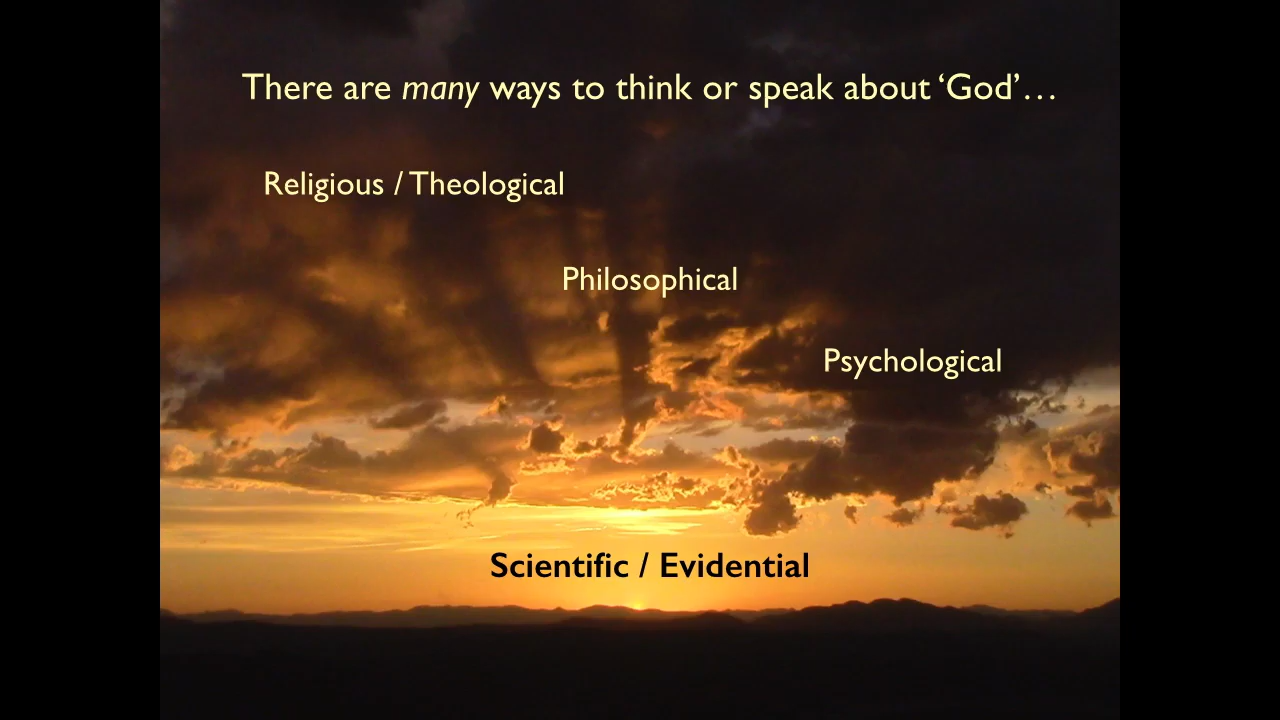 There are many ways to think or speak about ‘God’…
Religious / Theological
Philosophical
Psychological
Scientific / Evidential